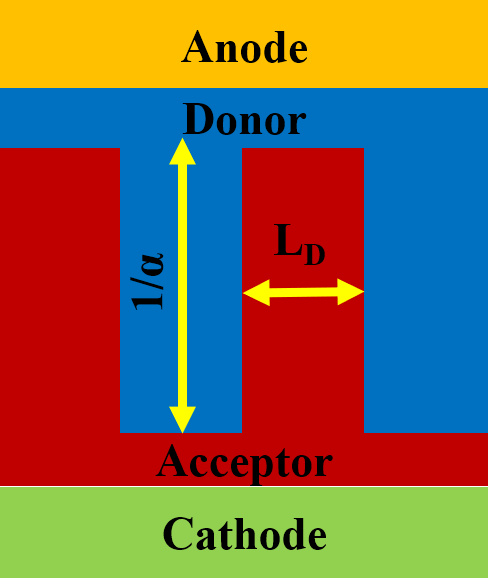 Anode
Donor
L_D
1/α
Acceptor
Cathode